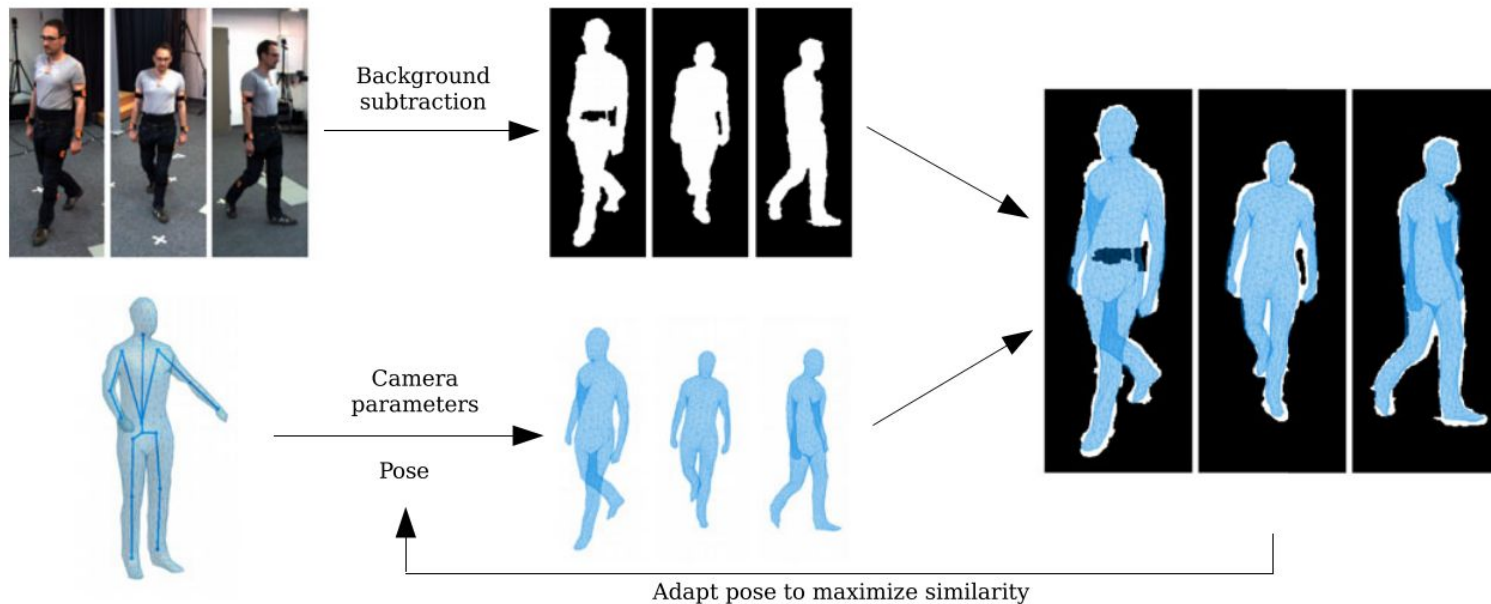 Background
subtraction
Camera
parameters
Pose
Adapt pose to maximize similarity